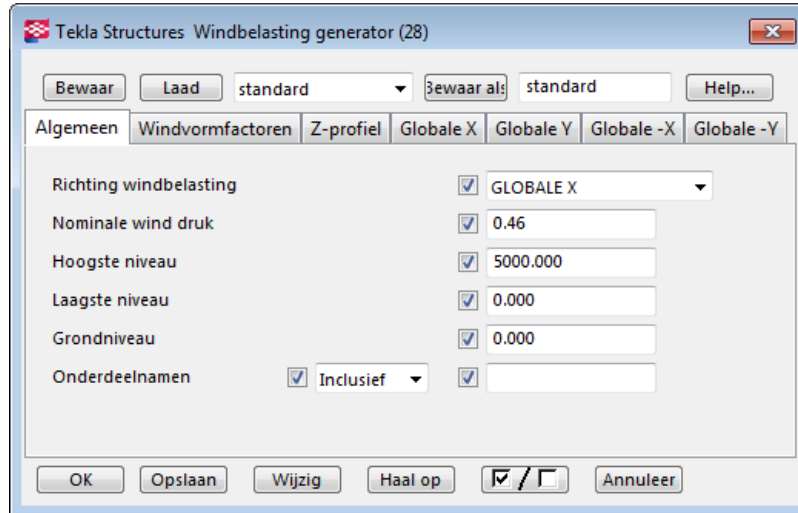 Tekla Structures Windbelasting generator (28)
Bewaar Laad standard Bewaar als standard Help...
Algemeen Windvormfactoren Z-profiel Globale X Globale Y Globale -X Globale -Y
Richting windbelasting GLOBALE X
Nominale wind druk 0.46
Hoogste niveau 5000.000
Laagste niveau 0.000
Grondniveau 0.000
Onderdeelnamen Inclusief
OK Opslaan Wijzig Haal op / Annuleer